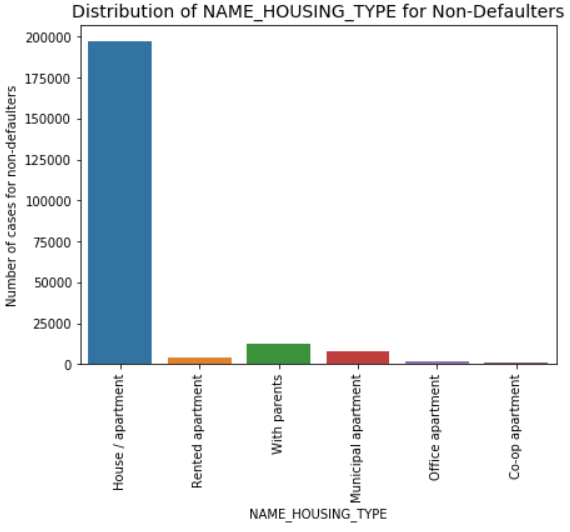 Distribution of NAME_HOUSING_TYPE for Non-Defaulters
Number of cases for non-defaulters
200000
175000
150000
125000
100000
75000
50000
25000
0
House / apartment
Rented apartment
With parents
Municipal apartment
Office apartment
Co-op apartment
NAME_HOUSING_TYPE